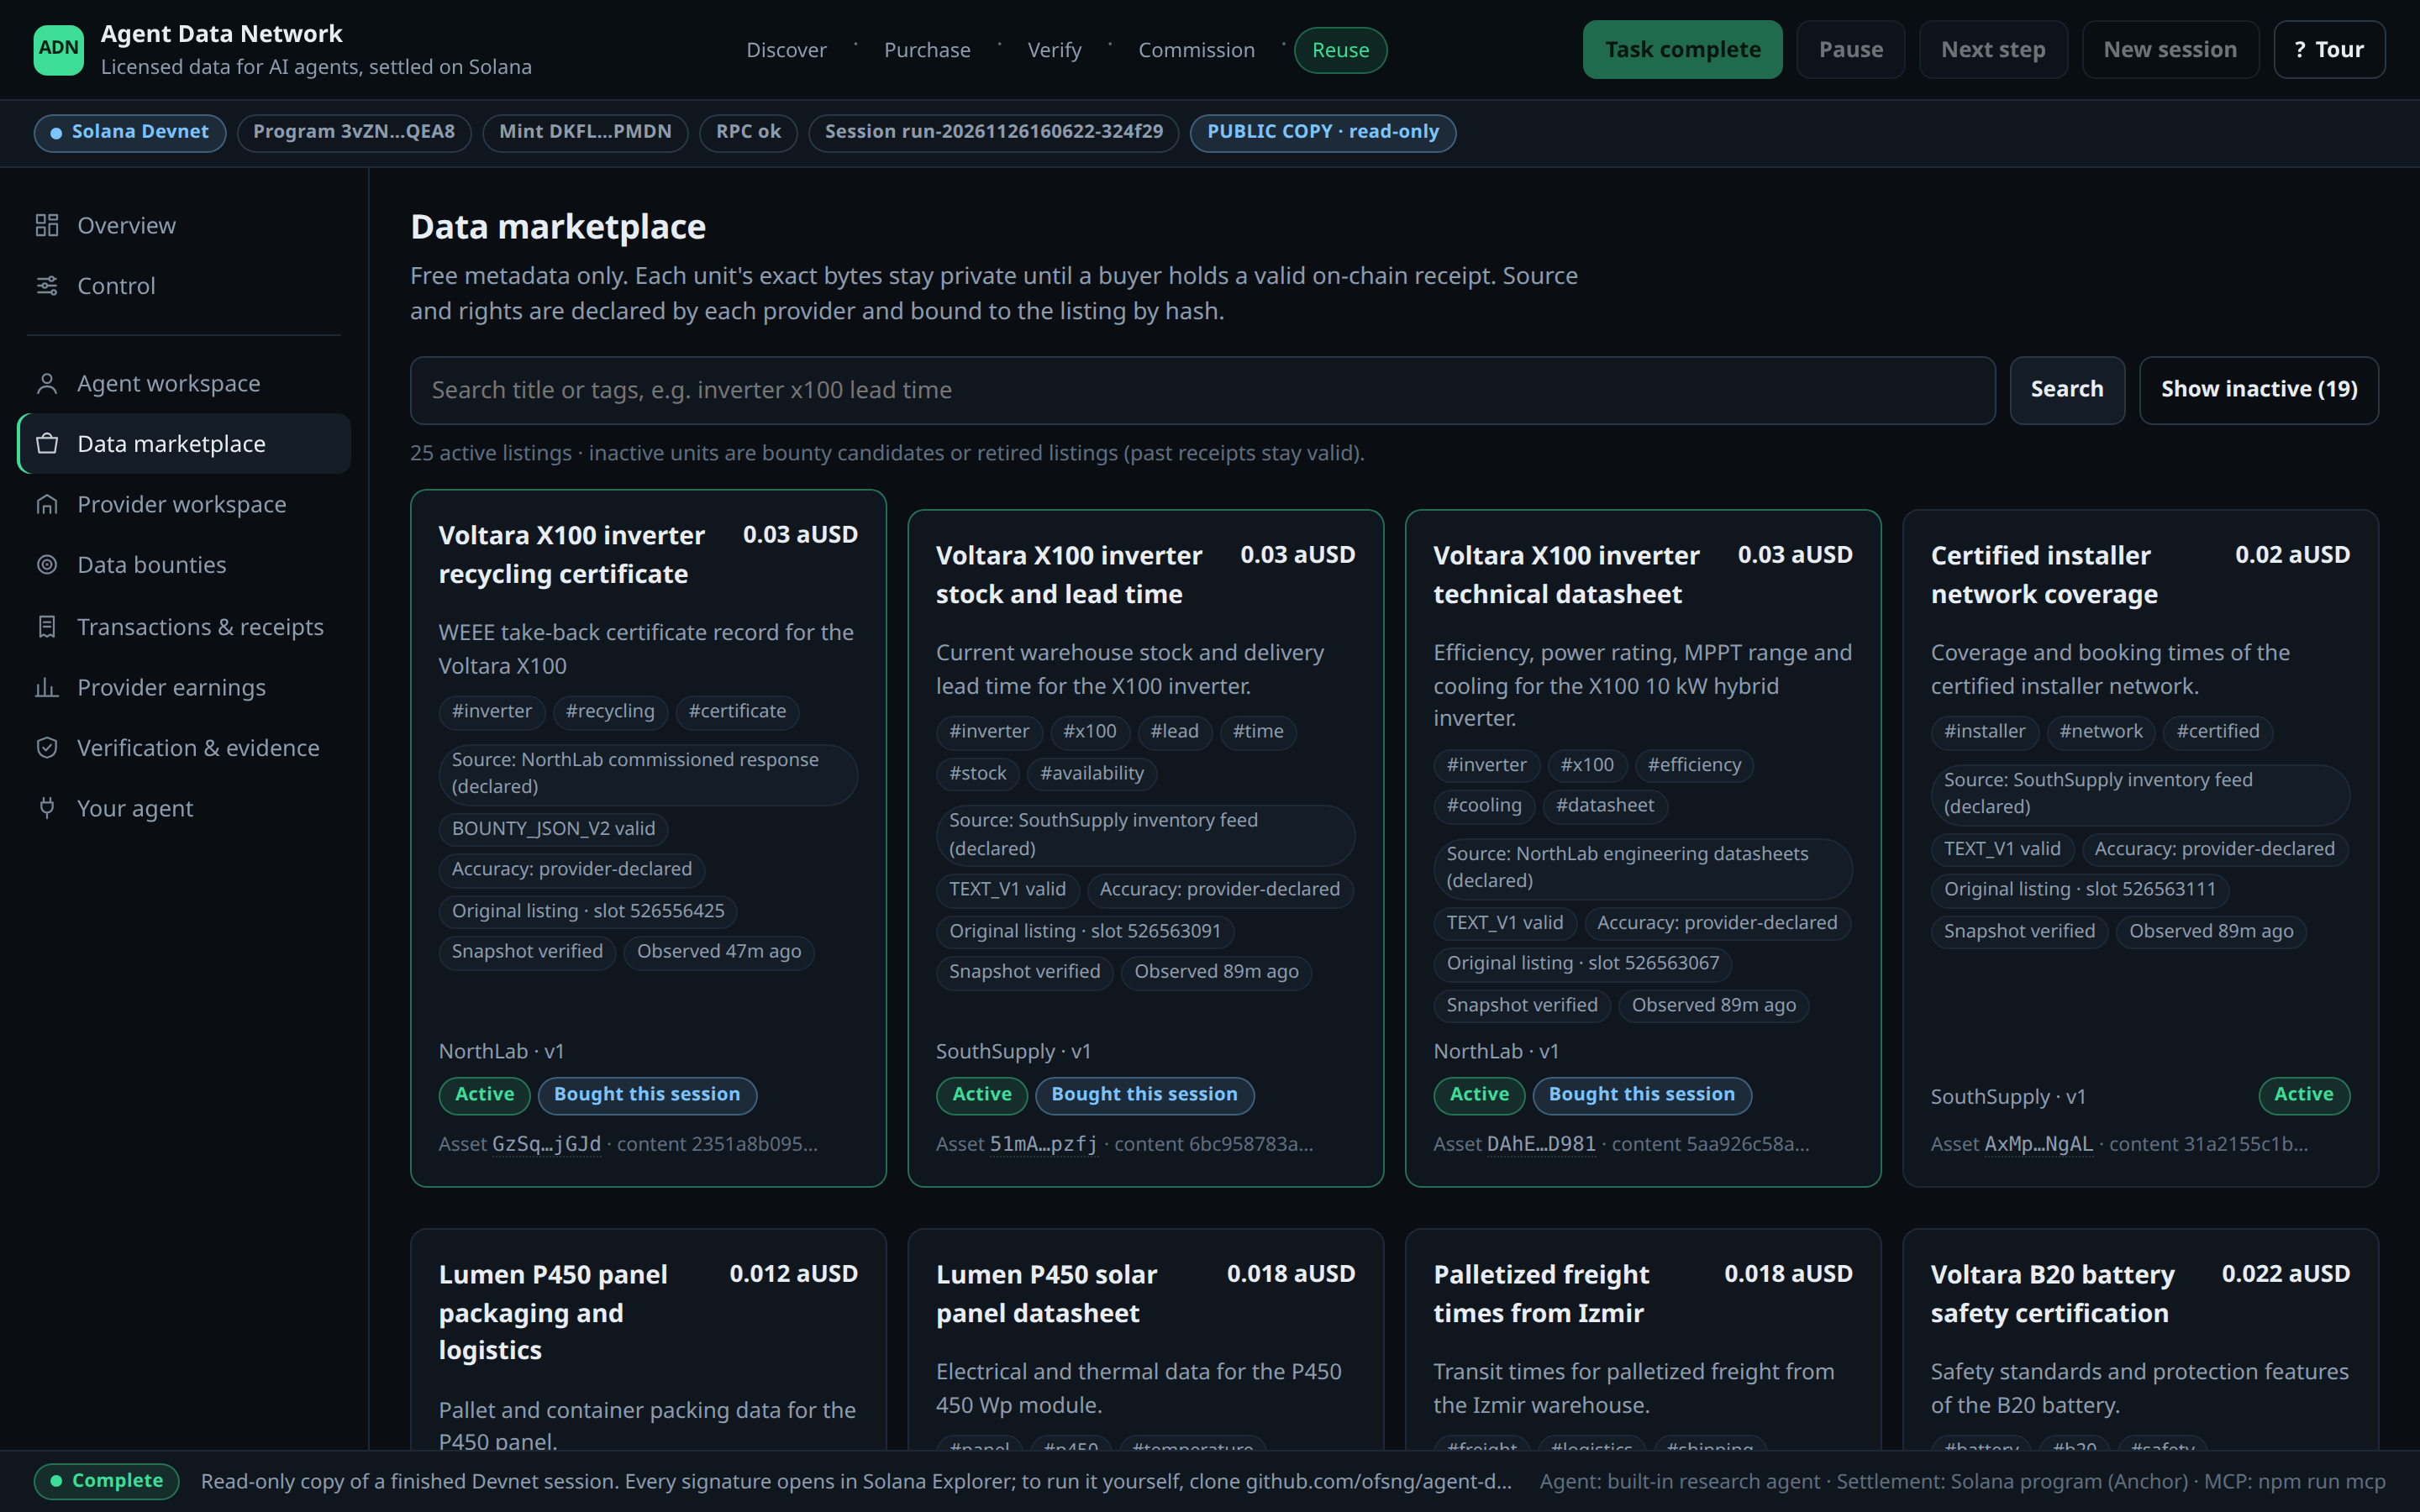 ADN
Agent Data Network
Licensed data for AI agents, settled on Solana
Discover · Purchase · Verify · Commission · Reuse
Task complete
Pause
Next step
New session
? Tour
Solana Devnet
Program 3vZN…QEA8
Mint DKFL…PMDN
RPC ok
Session run-20261126160622-324f29
PUBLIC COPY · read-only
Overview
Control
Agent workspace
Data marketplace
Provider workspace
Data bounties
Transactions & receipts
Provider earnings
Verification & evidence
Your agent
Data marketplace
Free metadata only. Each unit's exact bytes stay private until a buyer holds a valid on-chain receipt. Source
and rights are declared by each provider and bound to the listing by hash.
Search title or tags, e.g. inverter x100 lead time
Search
Show inactive (19)
25 active listings · inactive units are bounty candidates or retired listings (past receipts stay valid).
Voltara X100 inverter
recycling certificate
0.03 aUSD
WEEE take-back certificate record for the
Voltara X100
#inverter #recycling #certificate
Source: NorthLab commissioned response
(declared)
BOUNTY_JSON_V2 valid
Accuracy: provider-declared
Original listing · slot 526556425
Snapshot verified Observed 47m ago
NorthLab · v1
Active Bought this session
Asset GzSq…jGJd · content 2351a8b095…
Voltara X100 inverter
stock and lead time
0.03 aUSD
Current warehouse stock and delivery
lead time for the X100 inverter.
#inverter #x100 #lead #time
#stock #availability
Source: SouthSupply inventory feed
(declared)
TEXT_V1 valid Accuracy: provider-declared
Original listing · slot 526563091
Snapshot verified Observed 89m ago
SouthSupply · v1
Active Bought this session
Asset 51mA…pzfj · content 6bc958783a…
Voltara X100 inverter
technical datasheet
0.03 aUSD
Efficiency, power rating, MPPT range and
cooling for the X100 10 kW hybrid
inverter.
#inverter #x100 #efficiency
#cooling #datasheet
Source: NorthLab engineering datasheets
(declared)
TEXT_V1 valid Accuracy: provider-declared
Original listing · slot 526563067
Snapshot verified Observed 89m ago
NorthLab · v1
Active Bought this session
Asset DAhE…D981 · content 5aa926c58a…
Certified installer
network coverage
0.02 aUSD
Coverage and booking times of the
certified installer network.
#installer #network #certified
Source: SouthSupply inventory feed
(declared)
TEXT_V1 valid Accuracy: provider-declared
Original listing · slot 526563111
Snapshot verified Observed 89m ago
SouthSupply · v1 Active
Asset AxMp…NgAL · content 31a2155c1b…
Lumen P450 panel
packaging and
logistics
0.012 aUSD
Pallet and container packing data for the
P450 panel.
Lumen P450 solar
panel datasheet
0.018 aUSD
Electrical and thermal data for the P450
450 Wp module.
#panel #p450 #temperature
Palletized freight
times from Izmir
0.018 aUSD
Transit times for palletized freight from
the Izmir warehouse.
#freight #logistics #shipping
Voltara B20 battery
safety certification
0.022 aUSD
Safety standards and protection features
of the B20 battery.
#battery #b20 #safety
Complete
Read-only copy of a finished Devnet session. Every signature opens in Solana Explorer; to run it yourself, clone github.com/ofsng/agent-d…
Agent: built-in research agent · Settlement: Solana program (Anchor) · MCP: npm run mcp